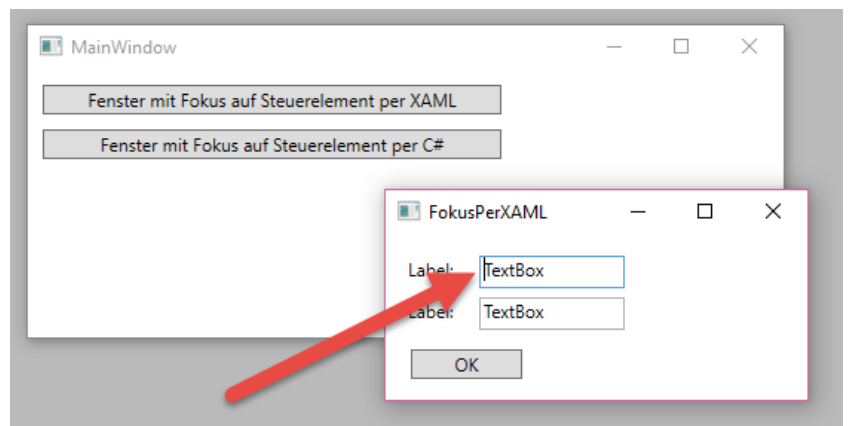 MainWindow
Fenster mit Fokus auf Steuerelement per XAML
Fenster mit Fokus auf Steuerelement per C#
FokusPerXAML
Label: TextBox
Label: TextBox
OK